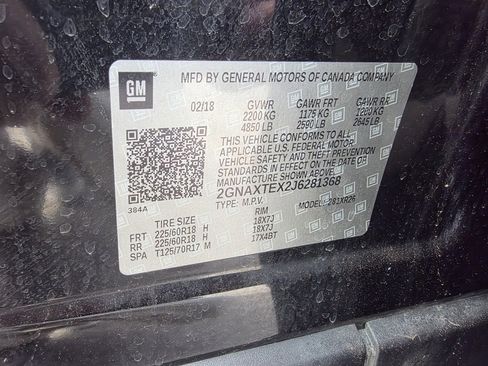 GM
MFD BY GENERAL MOTORS OF CANADA COMPANY
02/18 GVWR GAWR FRT GAWR RR
2200 KG 1175 KG 1200 KG
4850 LB 2590 LB 2645 LB
THIS VEHICLE CONFORMS TO ALL
APPLICABLE U.S. FEDERAL MOTOR
VEHICLE SAFETY AND THEFT PREVENTION
STANDARDS IN EFFECT ON THE DATE OF
MANUFACTURE SHOWN ABOVE.
2GNAXTEX2J6281368
384A TYPE: M.P.V. MODEL: 281XR26
TIRE SIZE RIM
FRT 225/60R18 H 18X7J
RR 225/60R18 H 18X7J
SPA T125/70R17 M 17X4BT